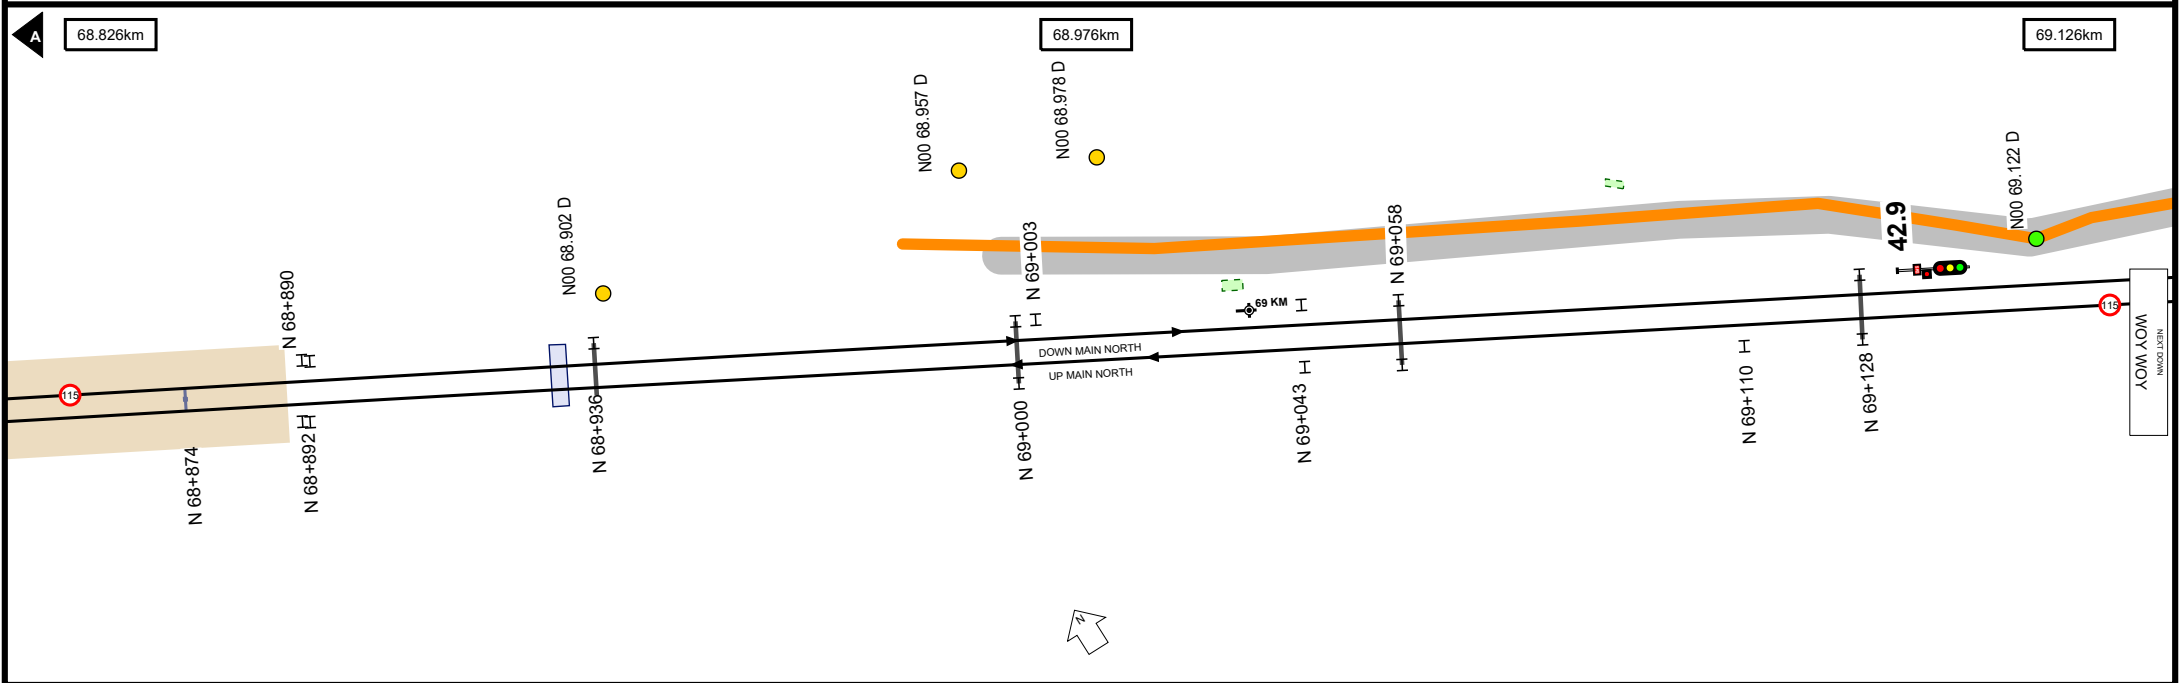 A
68.826km
68.976km
69.126km
N00 68.957 D
N00 68.978 D
N00 69.122 D
N00 68.902 D
42.9
N 69+003
N 69+058
N 68+890
69 KM
DOWN MAIN NORTH
UP MAIN NORTH
115
115
N 68+874
N 68+892
N 68+936
N 69+000
N 69+043
N 69+110
N 69+128
NEXT DOWN
WOY WOY
N